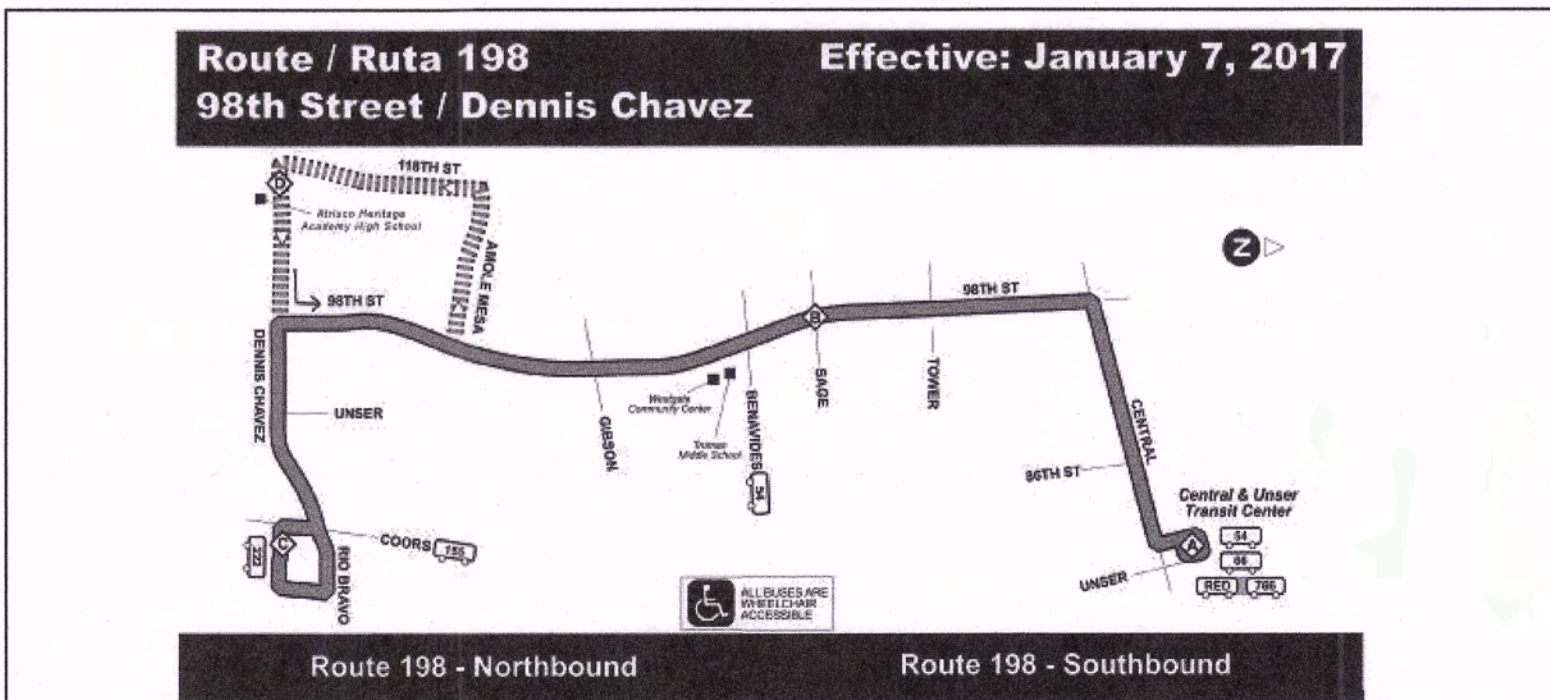 Route / Ruta 198
Effective: January 7, 2017
98th Street / Dennis Chavez
118TH ST
D
Atrisco Heritage
Academy High School
AMOLE MESA
N
98TH ST
98TH ST
B
DENNIS CHAVEZ
UNSER
GIBSON
Westgate
Community Center
Truman
Middle School
BENAVIDES
54
SAGE
TOWER
CENTRAL
86TH ST
Central & Unser
Transit Center
A
54
66
RED
766
UNSER
COORS
155
C
222
RIO BRAVO
ALL BUSES ARE
WHEELCHAIR
ACCESSIBLE
Route 198 - Northbound
Route 198 - Southbound